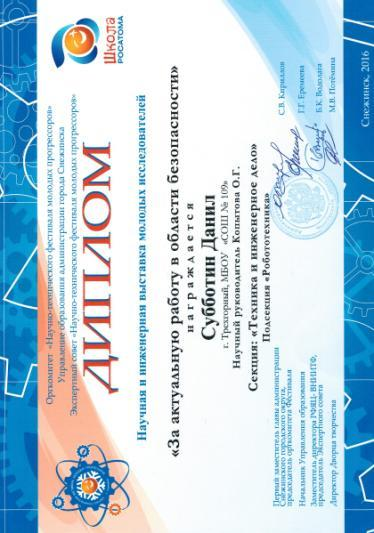 Школа
РОСАТОМА
Оргкомитет «Научно-технического фестиваля молодых прогрессоров»
Управление образования администрации города Снежинска
Экспертный совет «Научно-технического фестиваля молодых прогрессоров»
ДИПЛОМ
Научная и инженерная выставка молодых исследователей
«За актуальную работу в области безопасности»
награждается
Субботин Данил
г. Трехгорный, МБОУ «СОШ № 109»
Научный руководитель Копытова О.Г.
Секция: «Техника и инженерное дело»
Подсекция «Робототехника»
Первый заместитель главы администрации
Снежинского городского округа,
председатель оргкомитета Фестиваля
С.В. Кириллов
Начальник Управления образования
Г.Г. Еремеева
Заместитель директора РФЯЦ- ВНИИТФ,
председатель Экспертного совета
Б.К. Водолага
Директор Дворца творчества
М.В. Потёмина
Снежинск, 2016